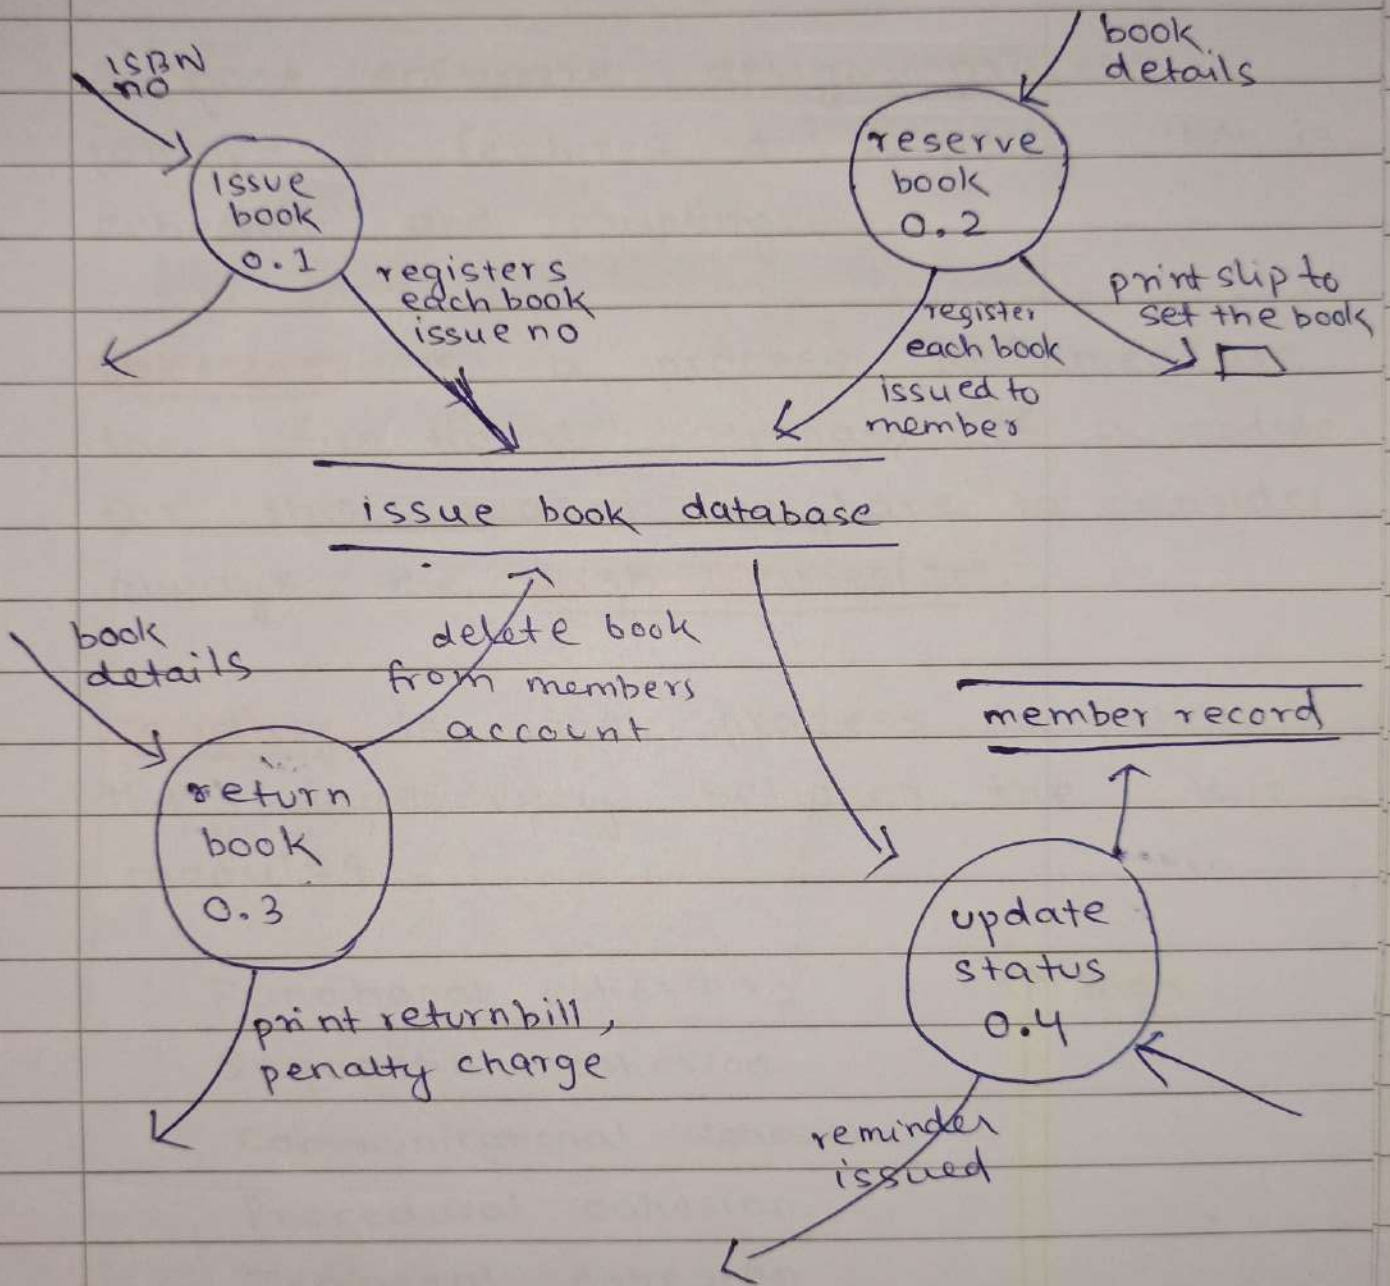 ISBN
no
issue
book
0.1
registers
each book
issue no
book
details
reserve
book
0.2
print slip to
set the book
register
each book
issued to
member
issue book database
book
details
delete book
from members
account
return
book
0.3
print return bill,
penalty charge
member record
update
status
0.4
reminder
issued